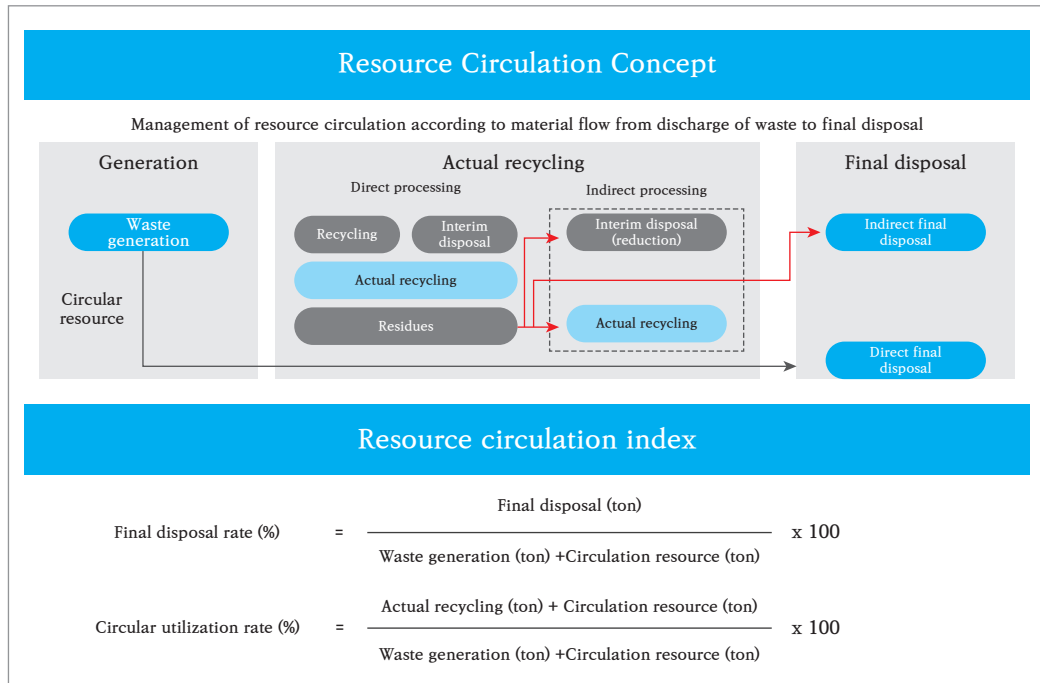 Resource Circulation Concept
Management of resource circulation according to material flow from discharge of waste to final disposal
Generation
Waste
generation
Circular
resource
Actual recycling
Direct processing
Indirect processing
Recycling
Interim
disposal
Interim disposal
(reduction)
Actual recycling
Residues
Actual recycling
Final disposal
Indirect final
disposal
Direct final
disposal
Resource circulation index
Final disposal rate (%) = Final disposal (ton)
Waste generation (ton) +Circulation resource (ton) x 100
Circular utilization rate (%) = Actual recycling (ton) + Circulation resource (ton)
Waste generation (ton) +Circulation resource (ton) x 100